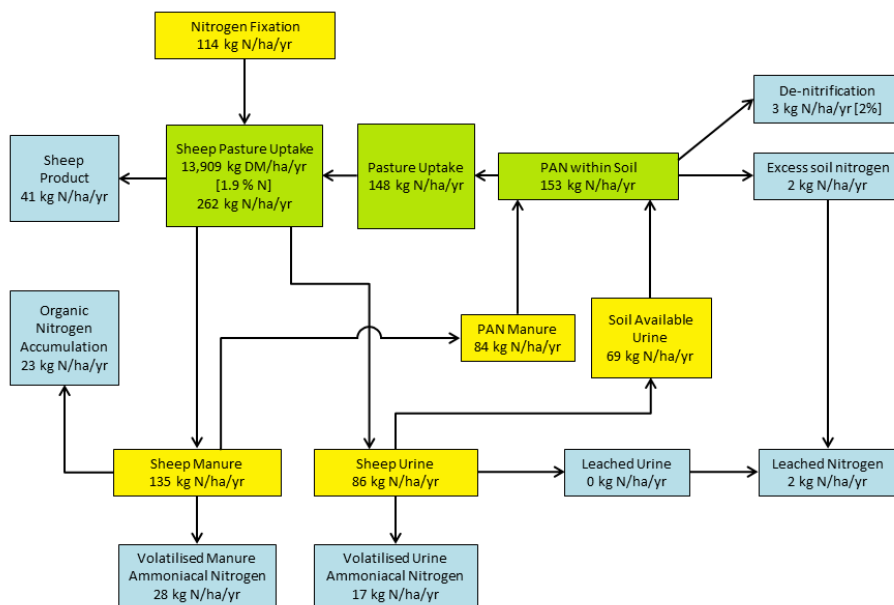 Nitrogen Fixation
114 kg N/ha/yr
De-nitrification
3 kg N/ha/yr [2%]
Sheep
Product
41 kg N/ha/yr
Sheep Pasture Uptake
13,909 kg DM/ha/yr
[1.9 % N]
262 kg N/ha/yr
Pasture Uptake
148 kg N/ha/yr
PAN within Soil
153 kg N/ha/yr
Excess soil nitrogen
2 kg N/ha/yr
Organic
Nitrogen
Accumulation
23 kg N/ha/yr
PAN Manure
84 kg N/ha/yr
Soil Available
Urine
69 kg N/ha/yr
Sheep Manure
135 kg N/ha/yr
Sheep Urine
86 kg N/ha/yr
Leached Urine
0 kg N/ha/yr
Leached Nitrogen
2 kg N/ha/yr
Volatilised Manure
Ammoniacal Nitrogen
28 kg N/ha/yr
Volatilised Urine
Ammoniacal Nitrogen
17 kg N/ha/yr